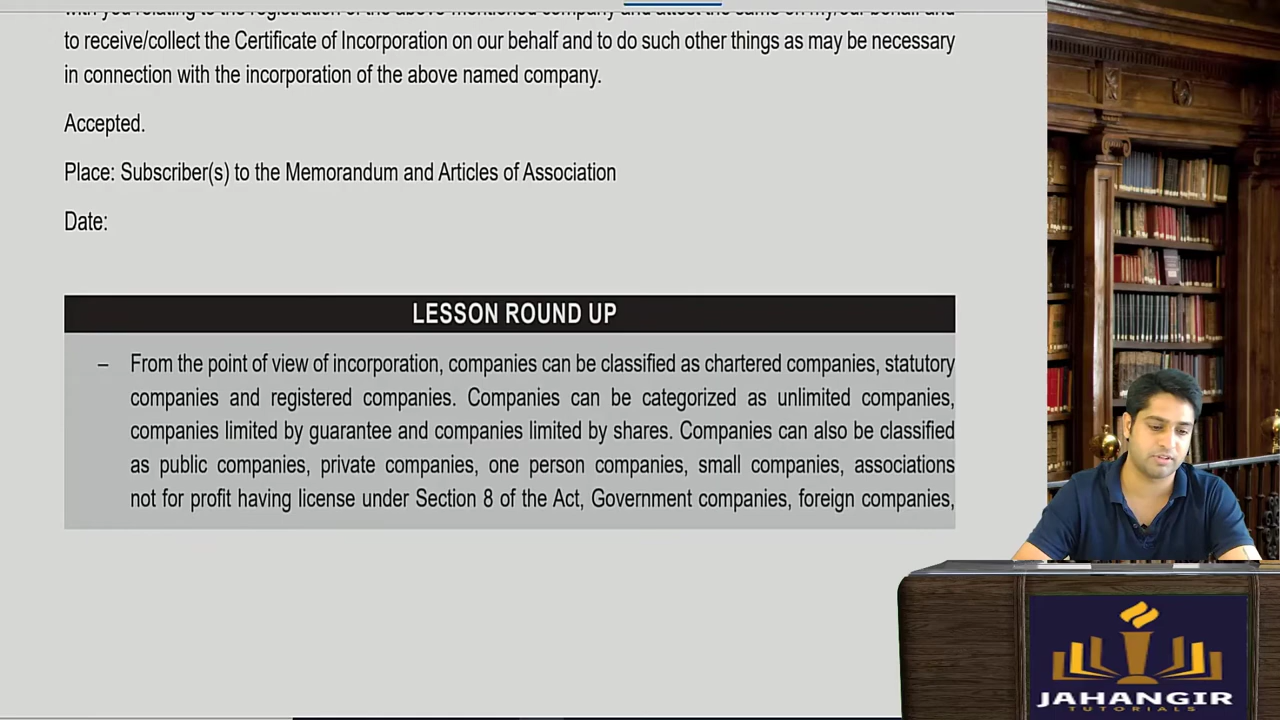 to receive/collect the Certificate of Incorporation on our behalf and to do such other things as may be necessary
in connection with the incorporation of the above named company.
Accepted.
Place: Subscriber(s) to the Memorandum and Articles of Association
Date:
LESSON ROUND UP
– From the point of view of incorporation, companies can be classified as chartered companies, statutory
companies and registered companies. Companies can be categorized as unlimited companies,
companies limited by guarantee and companies limited by shares. Companies can also be classified
as public companies, private companies, one person companies, small companies, associations
not for profit having license under Section 8 of the Act, Government companies, foreign companies,
JAHANGIR
TUTORIALS